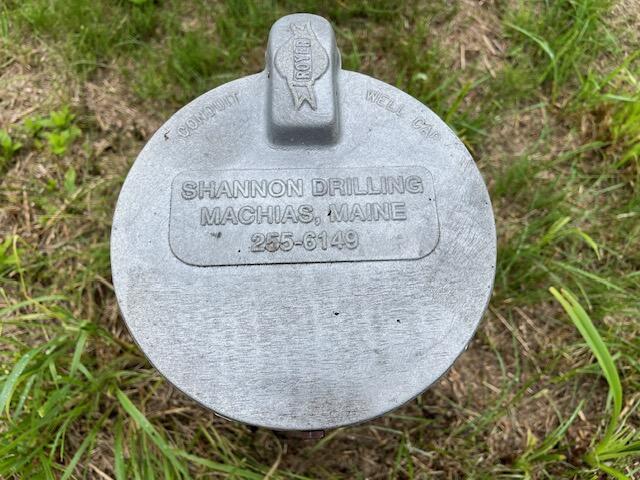 ROYER
CONDUIT WELL CAP
SHANNON DRILLING
MACHIAS, MAINE
255-6149